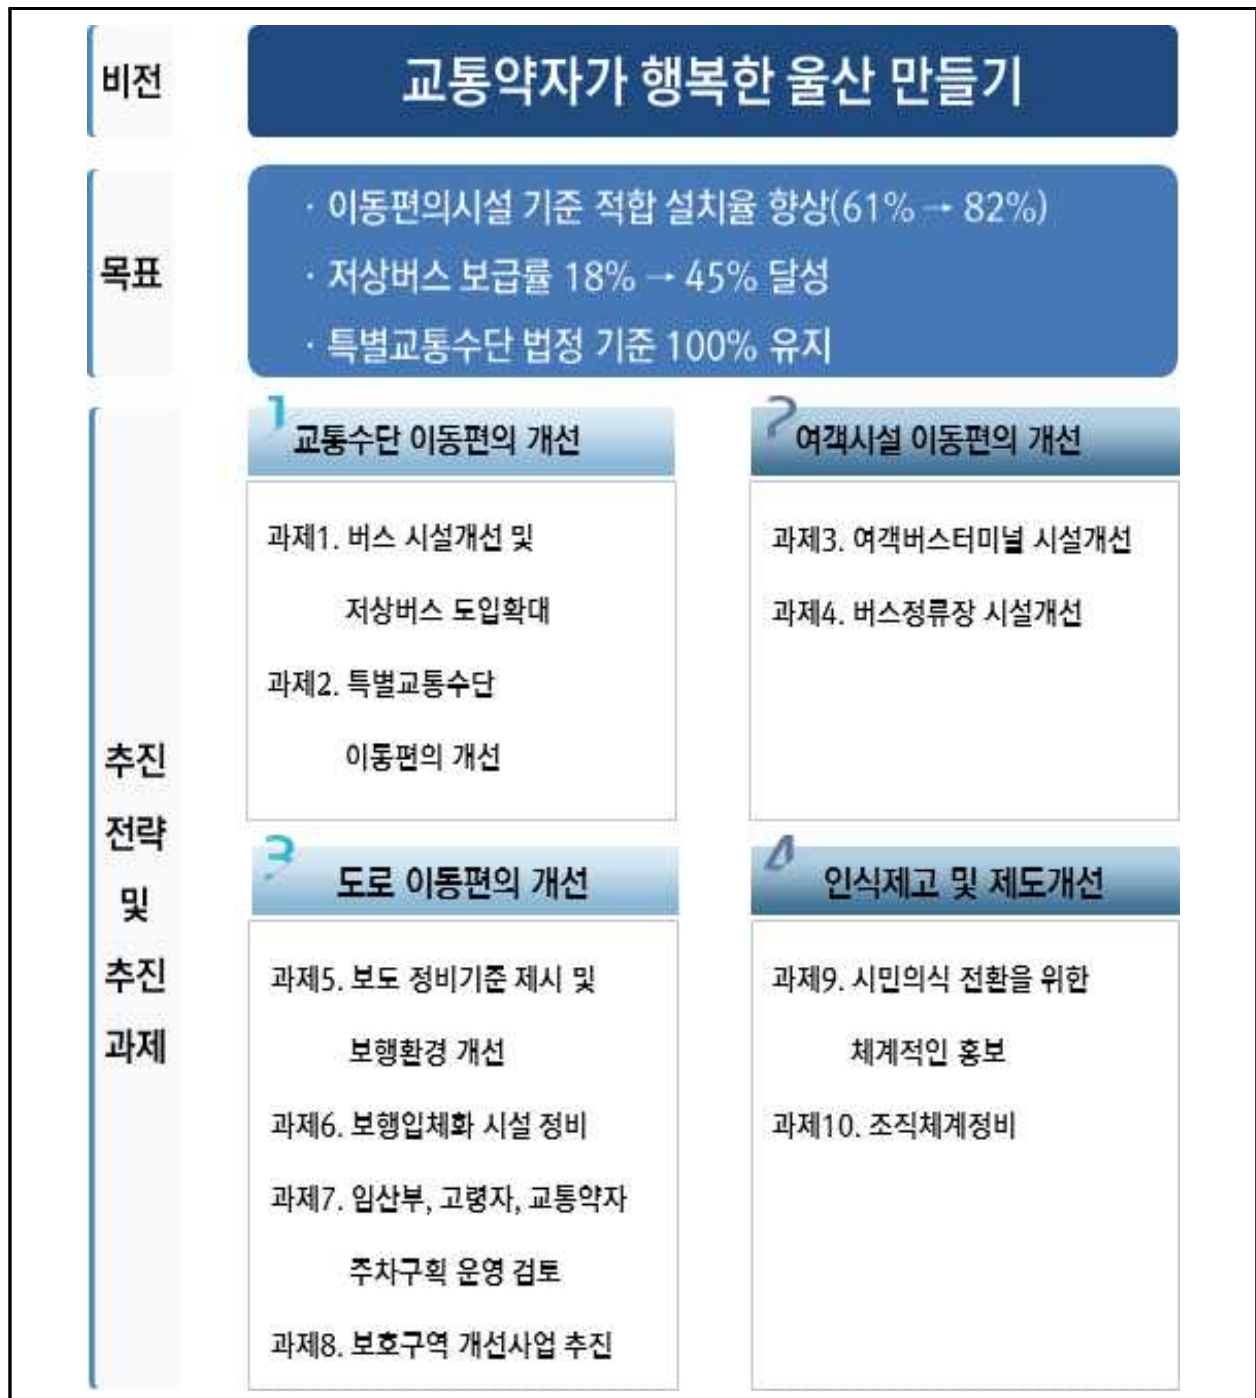 비전
교통약자가 행복한 울산 만들기
목표
· 이동편의시설 기준 적합 설치율 향상(61% → 82%)
· 저상버스 보급률 18% → 45% 달성
· 특별교통수단 법정 기준 100% 유지
추진
전략
및
추진
과제
1 교통수단 이동편의 개선
과제1. 버스 시설개선 및
저상버스 도입확대
과제2. 특별교통수단
이동편의 개선
2 여객시설 이동편의 개선
과제3. 여객버스터미널 시설개선
과제4. 버스정류장 시설개선
3 도로 이동편의 개선
과제5. 보도 정비기준 제시 및
보행환경 개선
과제6. 보행입체화 시설 정비
과제7. 임산부, 고령자, 교통약자
주차구획 운영 검토
과제8. 보호구역 개선사업 추진
4 인식제고 및 제도개선
과제9. 시민의식 전환을 위한
체계적인 홍보
과제10. 조직체계정비